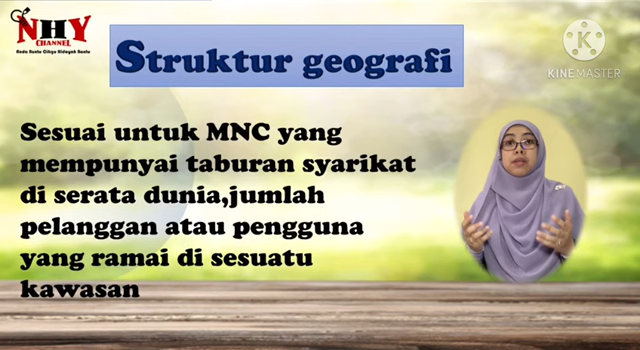 NHY
CHANNEL
Struktur geografi
KINEMASTER
Sesuai untuk MNC yang
mempunyai taburan syarikat
di serata dunia,jumlah
pelanggan atau pengguna
yang ramai di sesuatu
kawasan